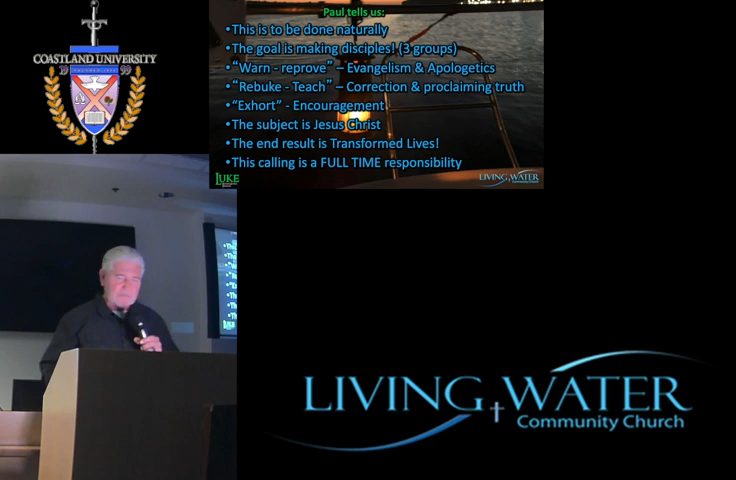 COASTLAND UNIVERSITY
19 99
Paul tells us:
•This is to be done naturally
•The goal is making disciples! (3 groups)
•“Warn - reprove” – Evangelism & Apologetics
•“Rebuke - Teach” – Correction & proclaiming truth
•“Exhort” - Encouragement
•The subject is Jesus Christ
•The end result is Transformed Lives!
•This calling is a FULL TIME responsibility
LUKE
LIVING WATER
LIVING WATER
Community Church